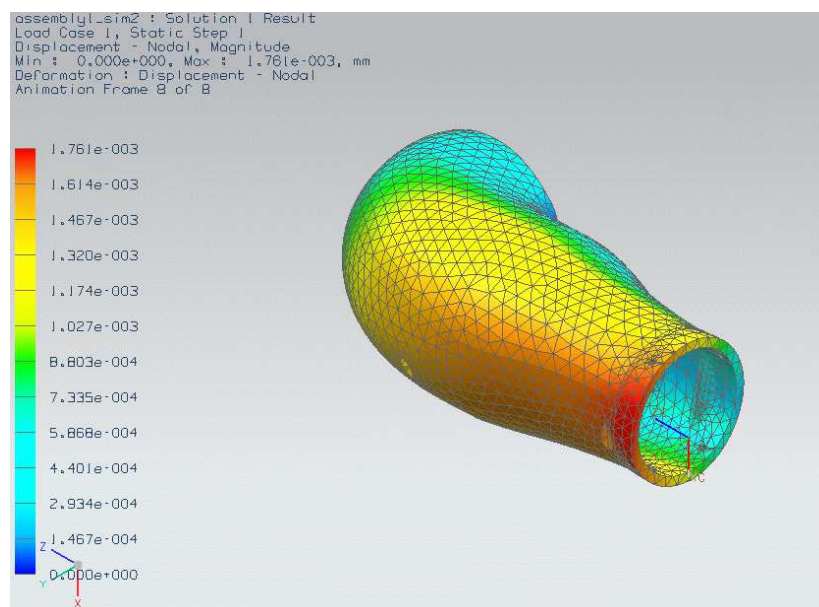 assembly1_sim2 : Solution 1 Result
Load Case 1, Static Step 1
Displacement - Nodal, Magnitude
Min : 0.000e+000, Max : 1.761e-003, mm
Deformation : Displacement - Nodal
Animation Frame 8 of 8
1.761e-003
1.614e-003
1.467e-003
1.320e-003
1.174e-003
1.027e-003
8.803e-004
7.335e-004
5.868e-004
4.401e-004
2.934e-004
1.467e-004
0.000e+000
Z
Y
X